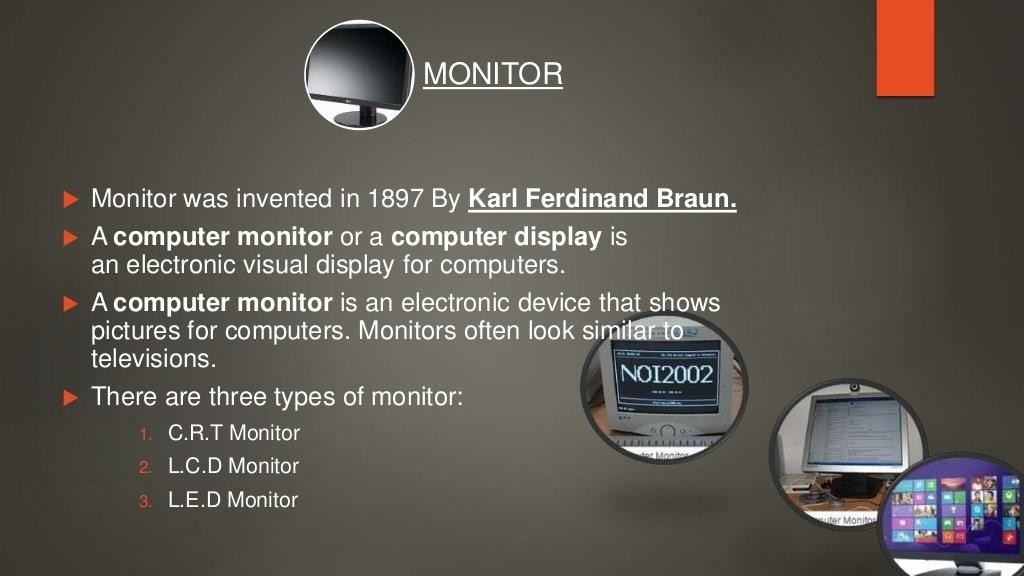 MONITOR
Monitor was invented in 1897 By Karl Ferdinand Braun.
A computer monitor or a computer display is
an electronic visual display for computers.
A computer monitor is an electronic device that shows
pictures for computers. Monitors often look similar to
televisions.
There are three types of monitor:
1. C.R.T Monitor
2. L.C.D Monitor
3. L.E.D Monitor
NOI2002
uter Monitor
puter Monitor